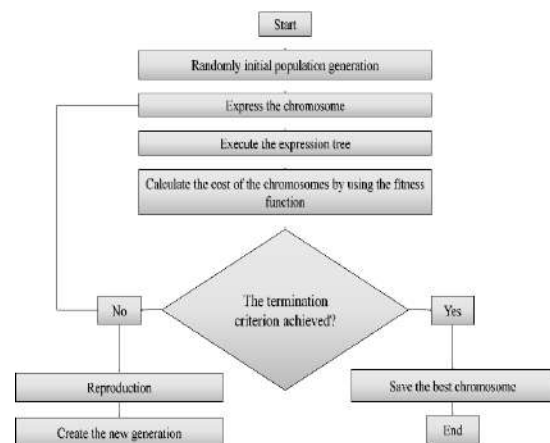 Start
Randomly initial population generation
Express the chromosome
Execute the expression tree
Calculate the cost of the chromosomes by using the fitness
function
The termination
criterion achieved?
No
Yes
Reproduction
Save the best chromosome
Create the new generation
End